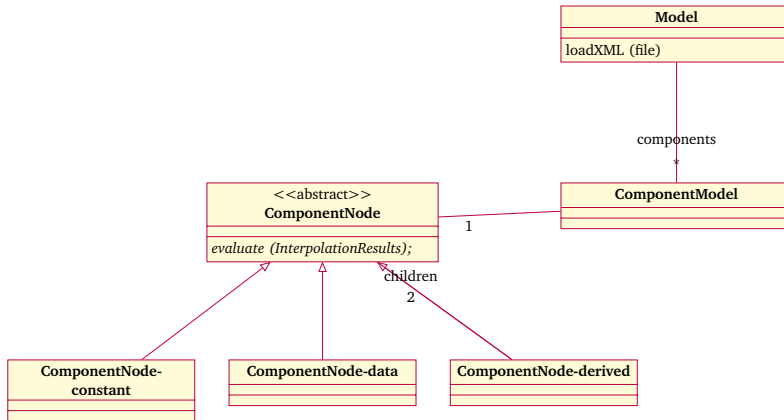 Model
loadXML (file)
components
*
<<abstract>>
ComponentNode
evaluate (InterpolationResults);
1
ComponentModel
children
2
ComponentNode-
constant
ComponentNode-data
ComponentNode-derived